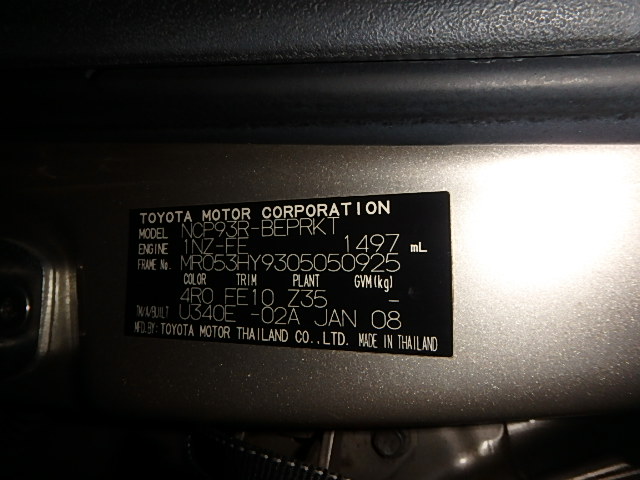 TOYOTA MOTOR CORPORATION
MODEL NCP93R-BEPRKT
ENGINE 1NZ-FE 1497 mL
FRAME No. MR053HY9305050925
COLOR TRIM PLANT GVM(kg)
4R0 FE10 Z35 -
TM/A/BUILT U340E -02A JAN 08
MFD.BY: TOYOTA MOTOR THAILAND CO.,LTD. MADE IN THAILAND